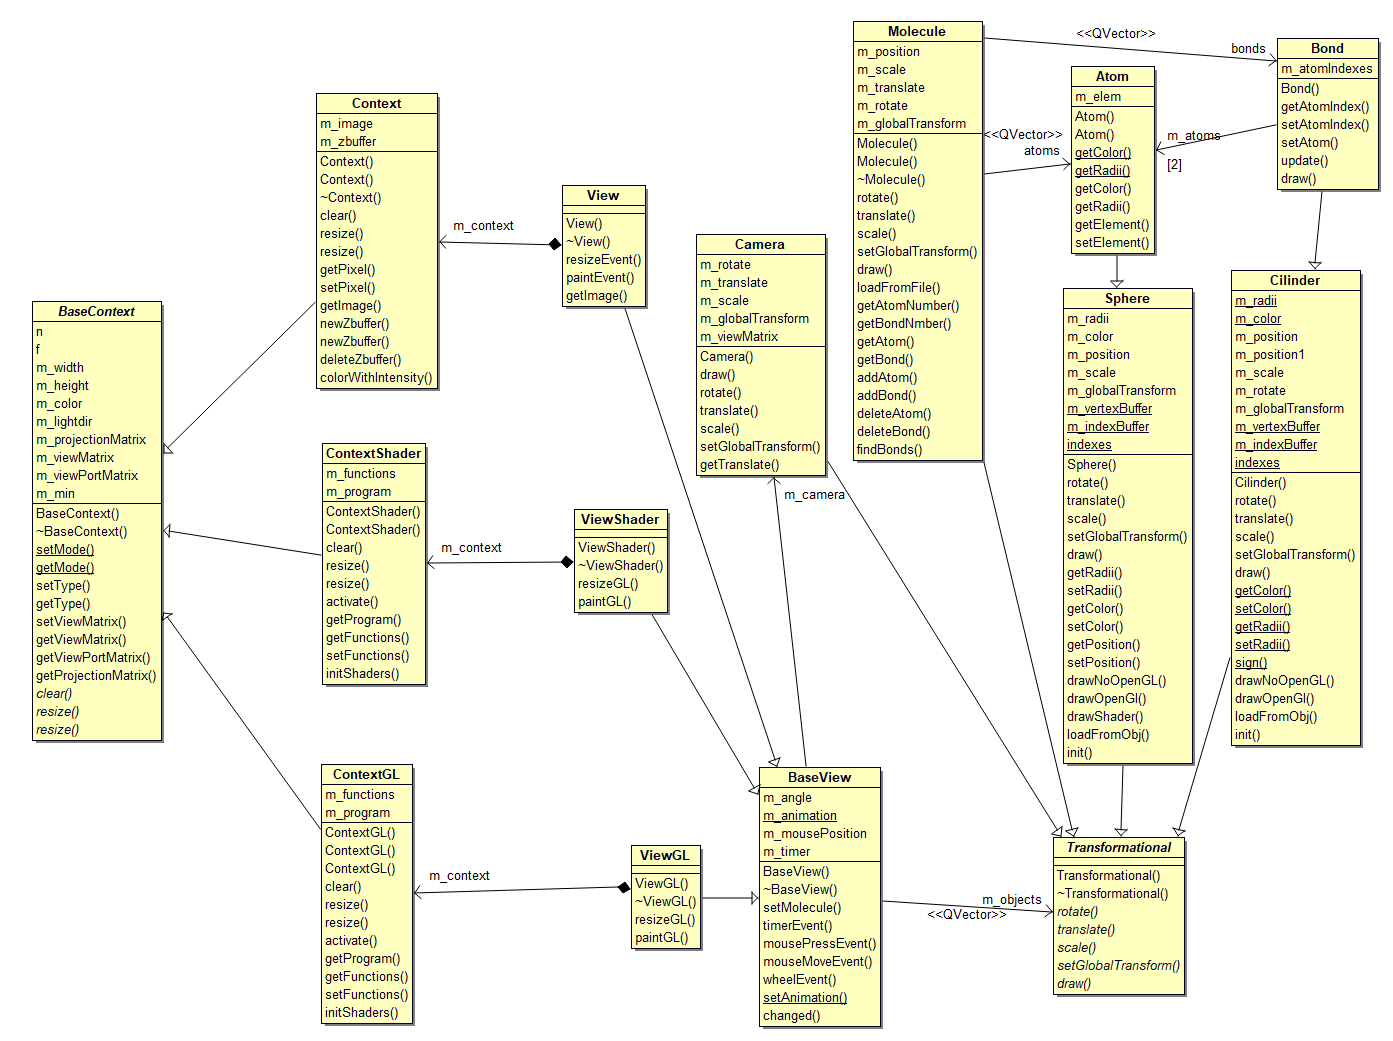 BaseContext
n
f
m_width
m_height
m_color
m_lightdir
m_projectionMatrix
m_viewMatrix
m_viewPortMatrix
m_min
BaseContext()
~BaseContext()
setMode()
getMode()
setType()
getType()
setViewMatrix()
getViewMatrix()
getViewPortMatrix()
getProjectionMatrix()
clear()
resize()
resize()
Context
m_image
m_zbuffer
Context()
Context()
~Context()
clear()
resize()
resize()
getPixel()
setPixel()
getImage()
newZbuffer()
newZbuffer()
deleteZbuffer()
colorWithIntensity()
ContextShader
m_functions
m_program
ContextShader()
ContextShader()
clear()
resize()
resize()
activate()
getProgram()
getFunctions()
setFunctions()
initShaders()
ContextGL
m_functions
m_program
ContextGL()
ContextGL()
ContextGL()
clear()
resize()
resize()
activate()
getProgram()
getFunctions()
setFunctions()
initShaders()
m_context
View
View()
~View()
resizeEvent()
paintEvent()
getImage()
m_context
ViewShader
ViewShader()
~ViewShader()
resizeGL()
paintGL()
m_context
ViewGL
ViewGL()
~ViewGL()
resizeGL()
paintGL()
Camera
m_rotate
m_translate
m_scale
m_globalTransform
m_viewMatrix
Camera()
draw()
rotate()
translate()
scale()
setGlobalTransform()
getTranslate()
m_camera
BaseView
m_angle
m_animation
m_mousePosition
m_timer
BaseView()
~BaseView()
setMolecule()
timerEvent()
mousePressEvent()
mouseMoveEvent()
wheelEvent()
setAnimation()
changed()
m_objects
<<QVector>>
Molecule
m_position
m_scale
m_translate
m_rotate
m_globalTransform
Molecule()
Molecule()
~Molecule()
rotate()
translate()
scale()
setGlobalTransform()
draw()
loadFromFile()
getAtomNumber()
getBondNmber()
getAtom()
getBond()
addAtom()
addBond()
deleteAtom()
deleteBond()
findBonds()
<<QVector>>
bonds
<<QVector>>
atoms
Atom
m_elem
Atom()
Atom()
getColor()
getRadii()
getColor()
getRadii()
getElement()
setElement()
m_atoms
[2]
Bond
m_atomIndexes
Bond()
getAtomIndex()
setAtomIndex()
setAtom()
update()
draw()
Sphere
m_radii
m_color
m_position
m_scale
m_globalTransform
m_vertexBuffer
m_indexBuffer
indexes
Sphere()
rotate()
translate()
scale()
setGlobalTransform()
draw()
getRadii()
setRadii()
getColor()
setColor()
getPosition()
setPosition()
drawNoOpenGL()
drawOpenGl()
drawShader()
loadFromObj()
init()
Cilinder
m_radii
m_color
m_position
m_position1
m_scale
m_rotate
m_globalTransform
m_vertexBuffer
m_indexBuffer
indexes
Cilinder()
rotate()
translate()
scale()
setGlobalTransform()
draw()
getColor()
setColor()
getRadii()
setRadii()
sign()
drawNoOpenGL()
drawOpenGl()
loadFromObj()
init()
Transformational
Transformational()
~Transformational()
rotate()
translate()
scale()
setGlobalTransform()
draw()